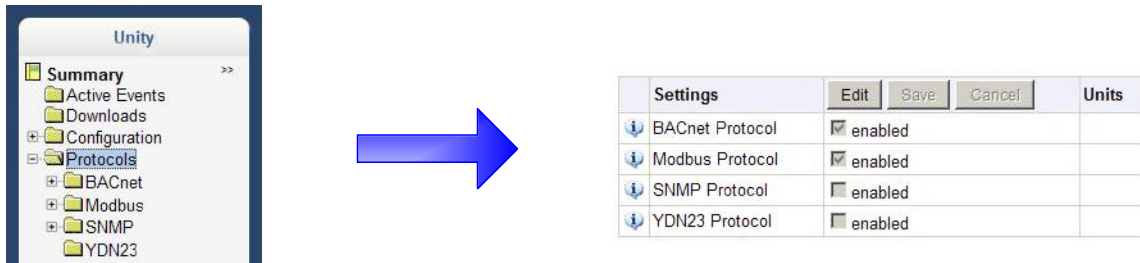 Unity
Summary >>
Active Events
Downloads
Configuration
Protocols
BACnet
Modbus
SNMP
YDN23
Settings Edit Save Cancel Units
BACnet Protocol enabled
Modbus Protocol enabled
SNMP Protocol enabled
YDN23 Protocol enabled